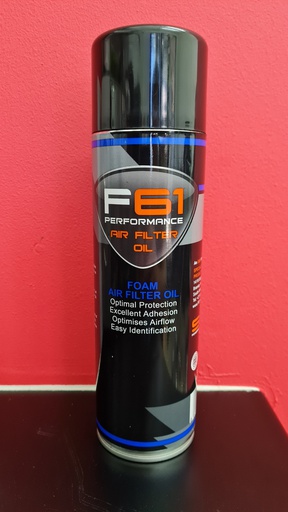 F61
PERFORMANCE
AIR FILTER
OIL
FOAM
AIR FILTER OIL
Optimal Protection
Excellent Adhesion
Optimises Airflow
Easy Identification